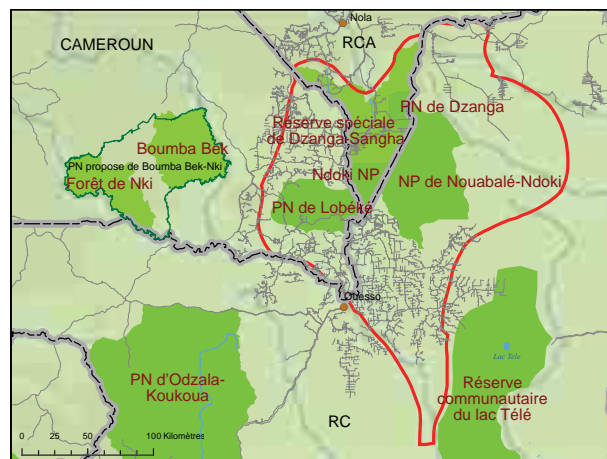 Nola
CAMEROUN
RCA
PN de Dzanga
Réserve spéciale
de Dzanga-Sangha
Boumba Bek
PN propose de Boumba Bek-Nki
Forêt de Nki
Ndoki NP
NP de Nouabalé-Ndoki
PN de Lobéké
Ouesso
Lac Tele
PN d'Odzala-
Koukoua
Réserve
communautaire
du lac Télé
RC
0 25 50 100 Kilomètres